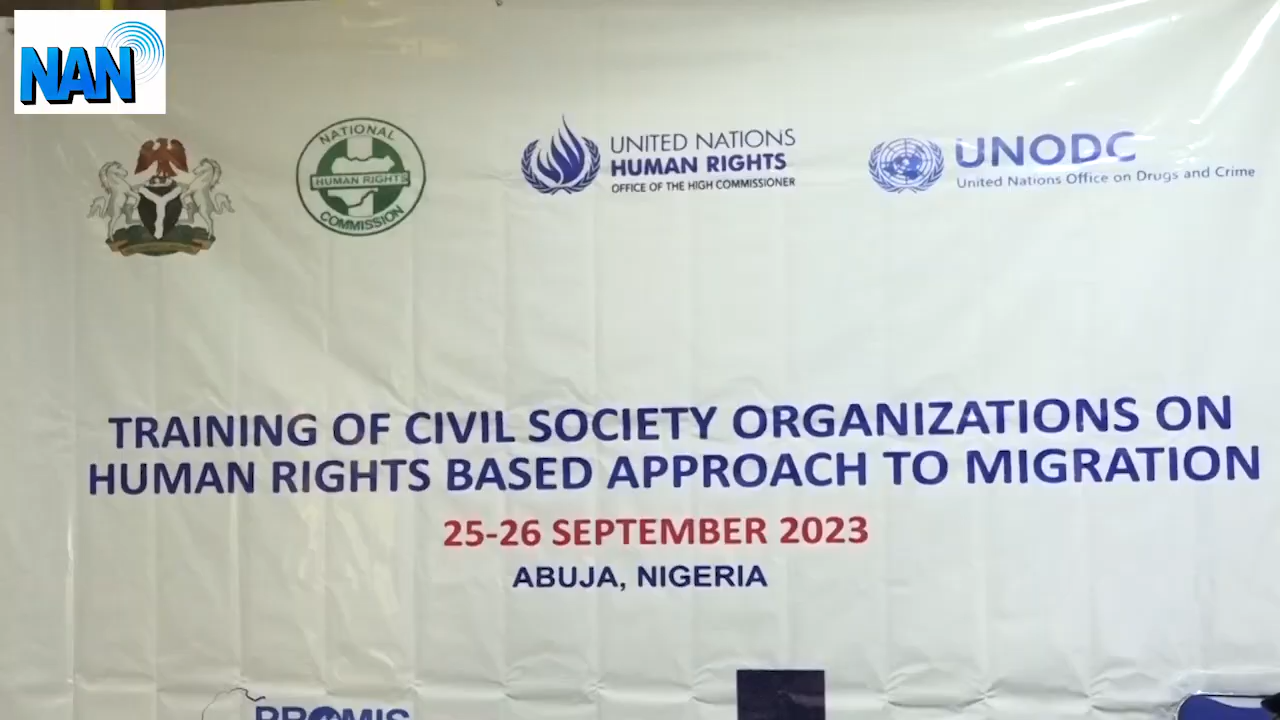 NAN
NATIONAL
HUMAN RIGHTS
COMMISSION
UNITED NATIONS
HUMAN RIGHTS
OFFICE OF THE HIGH COMMISSIONER
UNODC
United Nations Office on Drugs and Crime
TRAINING OF CIVIL SOCIETY ORGANIZATIONS ON
HUMAN RIGHTS BASED APPROACH TO MIGRATION
25-26 SEPTEMBER 2023
ABUJA, NIGERIA
PROMIS